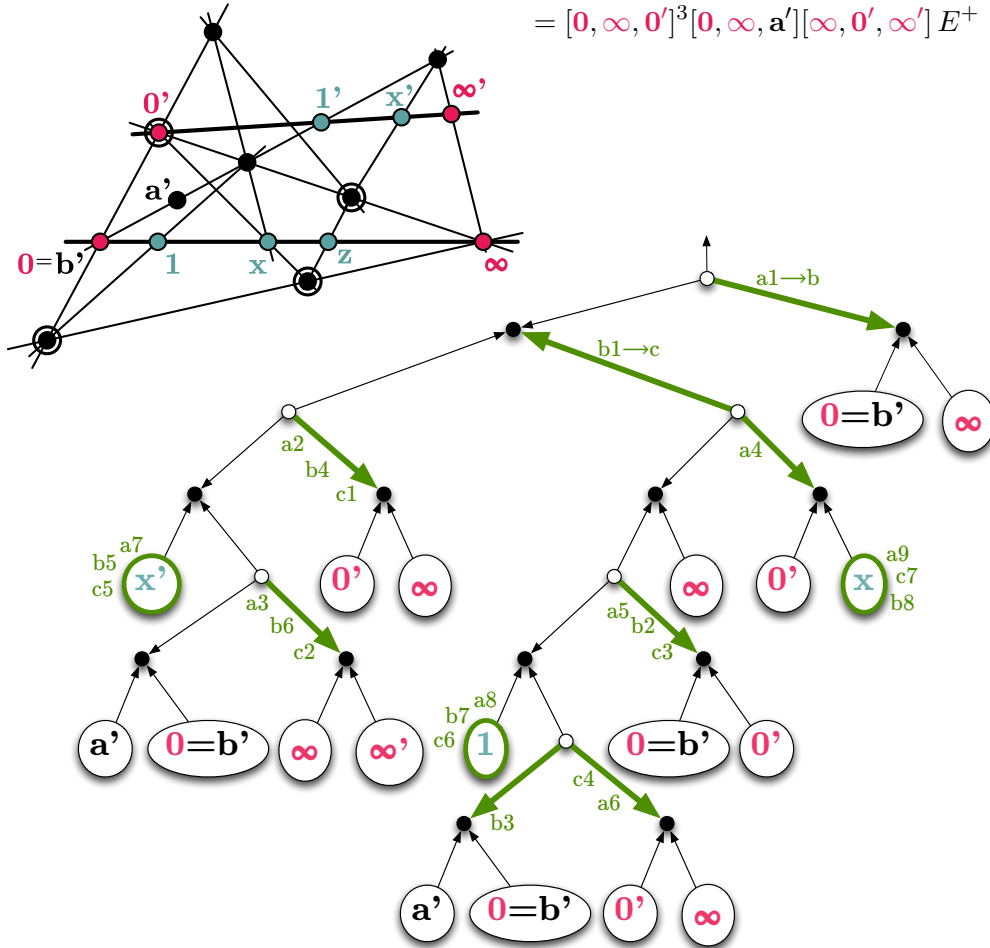 = [0, ∞, 0′]³[0, ∞, a′][∞, 0′, ∞′] E⁺
0' 1' x' ∞'
a'
0=b' 1 x z ∞
a1→b
b1→c
0=b' ∞
a2 b4 c1
a4
a7 b5 c5 x'
0' ∞
∞
0' x a9 c7 b8
a3 b6 c2
a5 b2 c3
a' 0=b' ∞ ∞'
a8 b7 c6 1
0=b' 0'
b3 c4 a6
a' 0=b' 0' ∞